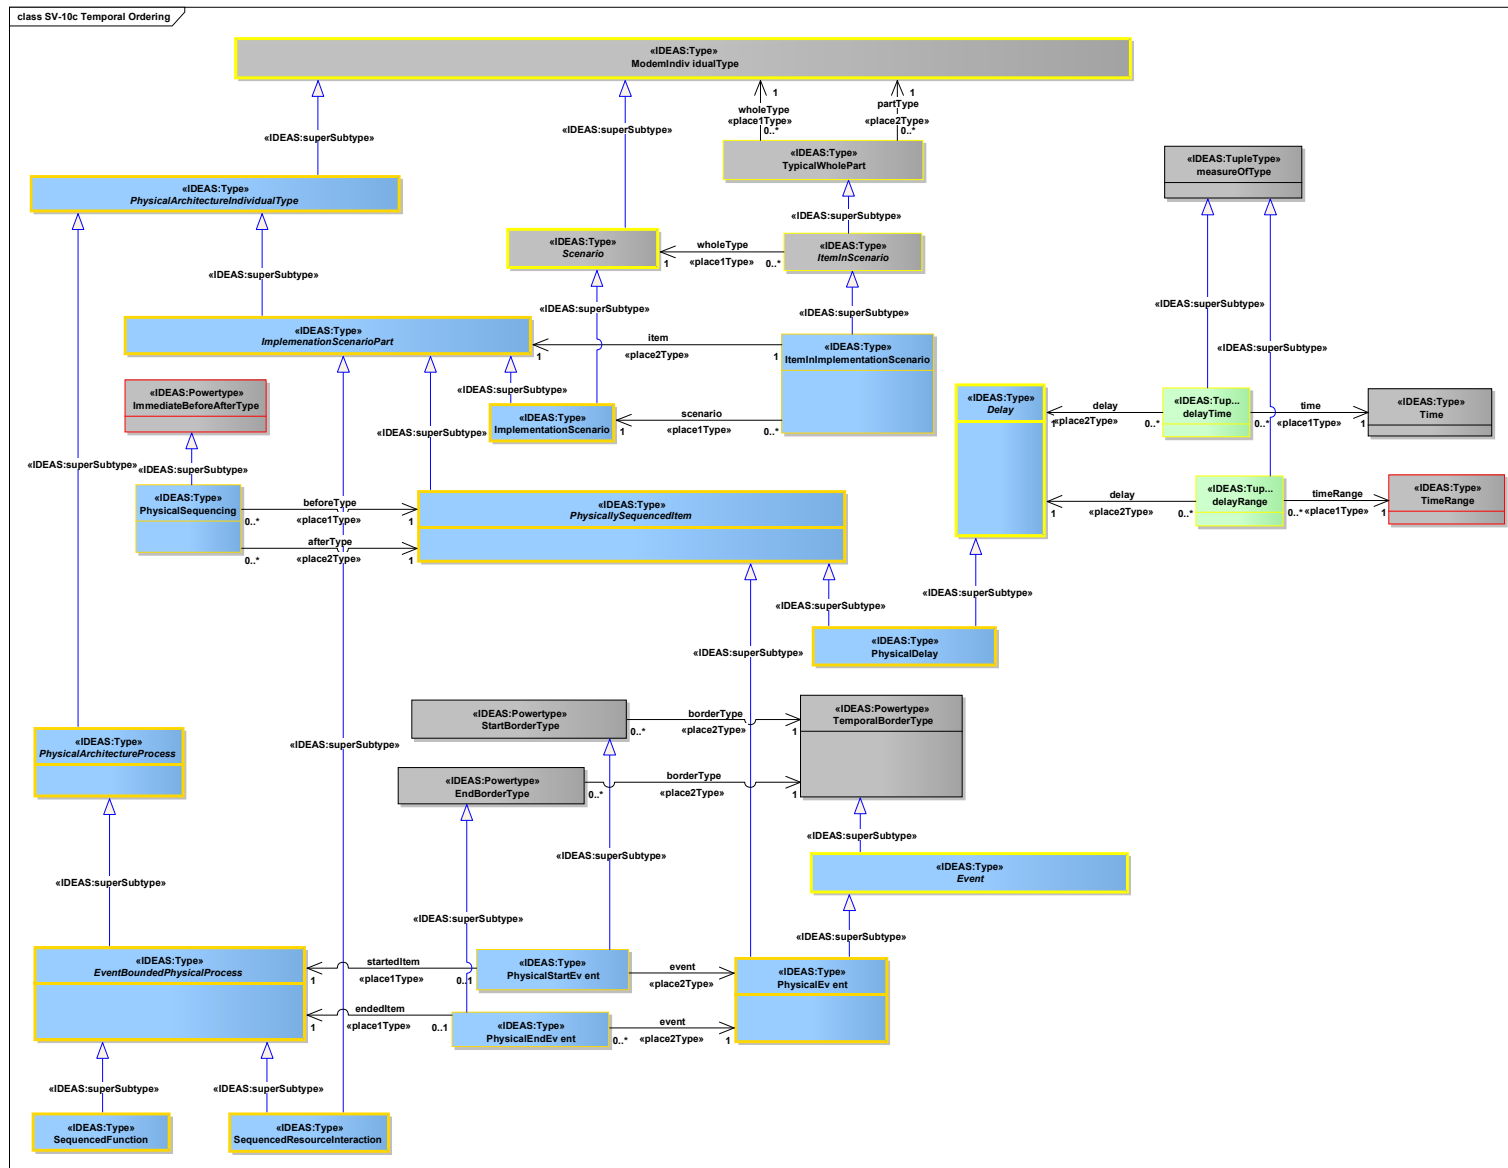 class SV-10c Temporal Ordering
«IDEAS:Type»
ModemIndiv idualType
wholeType
«place1Type»
1
0..*
partType
«place2Type»
1
0..*
«IDEAS:superSubtype»
«IDEAS:superSubtype»
«IDEAS:Type»
TypicalWholePart
«IDEAS:TupleType»
measureOfType
«IDEAS:Type»
PhysicalArchitectureIndividualType
«IDEAS:superSubtype»
«IDEAS:Type»
Scenario
wholeType
«place1Type»
1
0..*
«IDEAS:Type»
ItemInScenario
«IDEAS:superSubtype»
«IDEAS:superSubtype»
«IDEAS:superSubtype»
«IDEAS:superSubtype»
«IDEAS:superSubtype»
«IDEAS:Type»
ImplemenationScenarioPart
item
«place2Type»
1
1
«IDEAS:Type»
ItemInImplementationScenario
«IDEAS:Powertype»
ImmediateBeforeAfterType
«IDEAS:superSubtype»
«IDEAS:Type»
ImplementationScenario
scenario
«place1Type»
1
0..*
«IDEAS:Type»
Delay
delay
«place2Type»
1
0..*
«IDEAS:Tup...
delayTime
time
«place1Type»
0..*
1
«IDEAS:Type»
Time
«IDEAS:superSubtype»
«IDEAS:superSubtype»
«IDEAS:superSubtype»
«IDEAS:Type»
PhysicalSequencing
beforeType
«place1Type»
0..*
1
afterType
«place2Type»
0..*
1
«IDEAS:Type»
PhysicallySequencedItem
delay
«place2Type»
1
0..*
«IDEAS:Tup...
delayRange
timeRange
«place1Type»
0..*
1
«IDEAS:Type»
TimeRange
«IDEAS:superSubtype»
«IDEAS:superSubtype»
«IDEAS:Type»
PhysicalDelay
«IDEAS:superSubtype»
«IDEAS:Powertype»
StartBorderType
borderType
«place2Type»
0..*
1
«IDEAS:Powertype»
TemporalBorderType
«IDEAS:Type»
PhysicalArchitectureProcess
«IDEAS:superSubtype»
«IDEAS:Powertype»
EndBorderType
borderType
«place2Type»
0..*
1
«IDEAS:superSubtype»
«IDEAS:superSubtype»
«IDEAS:Type»
Event
«IDEAS:superSubtype»
«IDEAS:superSubtype»
«IDEAS:superSubtype»
«IDEAS:Type»
EventBoundedPhysicalProcess
startedItem
«place1Type»
1
0..1
«IDEAS:Type»
PhysicalStartEv ent
event
«place2Type»
«IDEAS:Type»
PhysicalEv ent
endedItem
«place1Type»
1
0..1
«IDEAS:Type»
PhysicalEndEv ent
event
«place2Type»
0..*
1
«IDEAS:superSubtype»
«IDEAS:superSubtype»
«IDEAS:Type»
SequencedFunction
«IDEAS:Type»
SequencedResourceInteraction